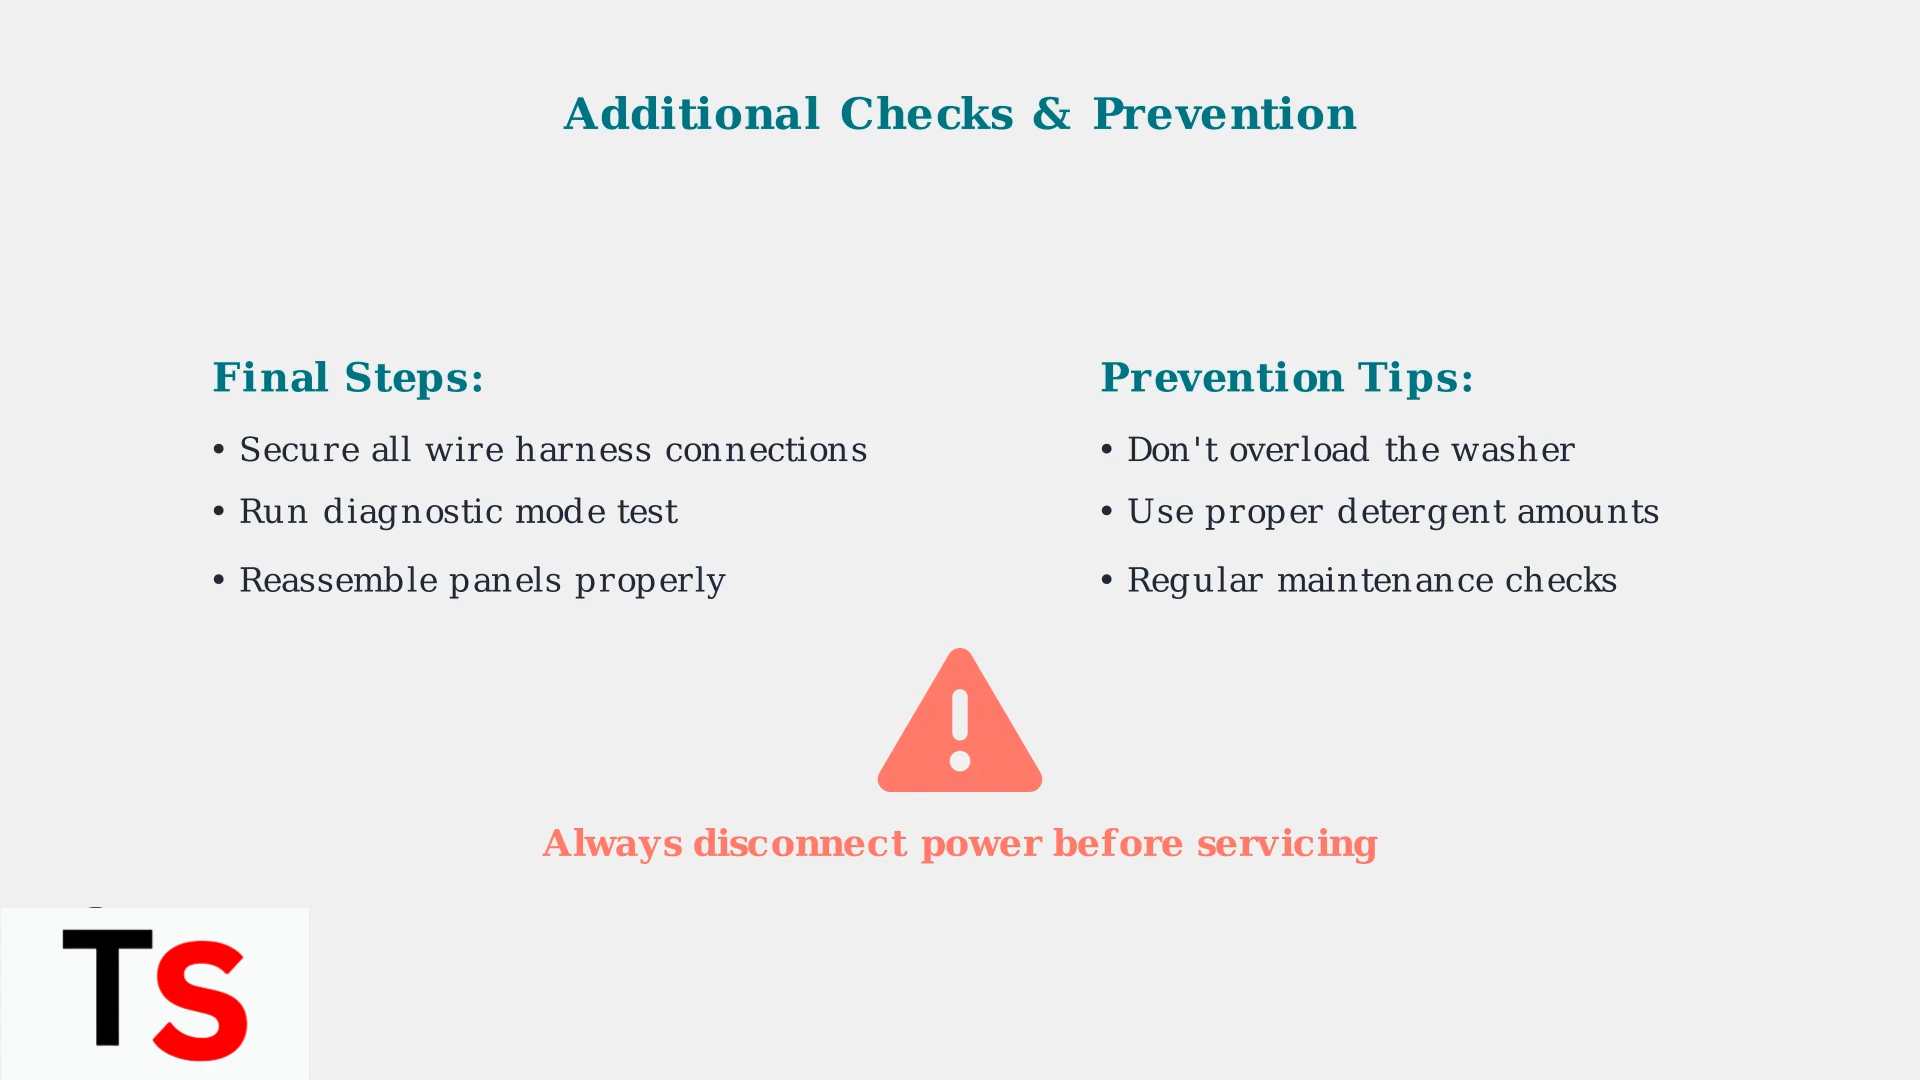 Additional Checks & Prevention
Final Steps:
• Secure all wire harness connections
• Run diagnostic mode test
• Reassemble panels properly
Prevention Tips:
• Don't overload the washer
• Use proper detergent amounts
• Regular maintenance checks
Always disconnect power before servicing
TS